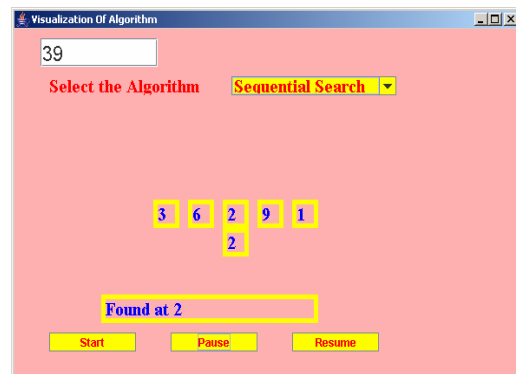 Visualization Of Algorithm
39
Select the Algorithm Sequential Search
3 6 2 9 1
2
Found at 2
Start Pause Resume